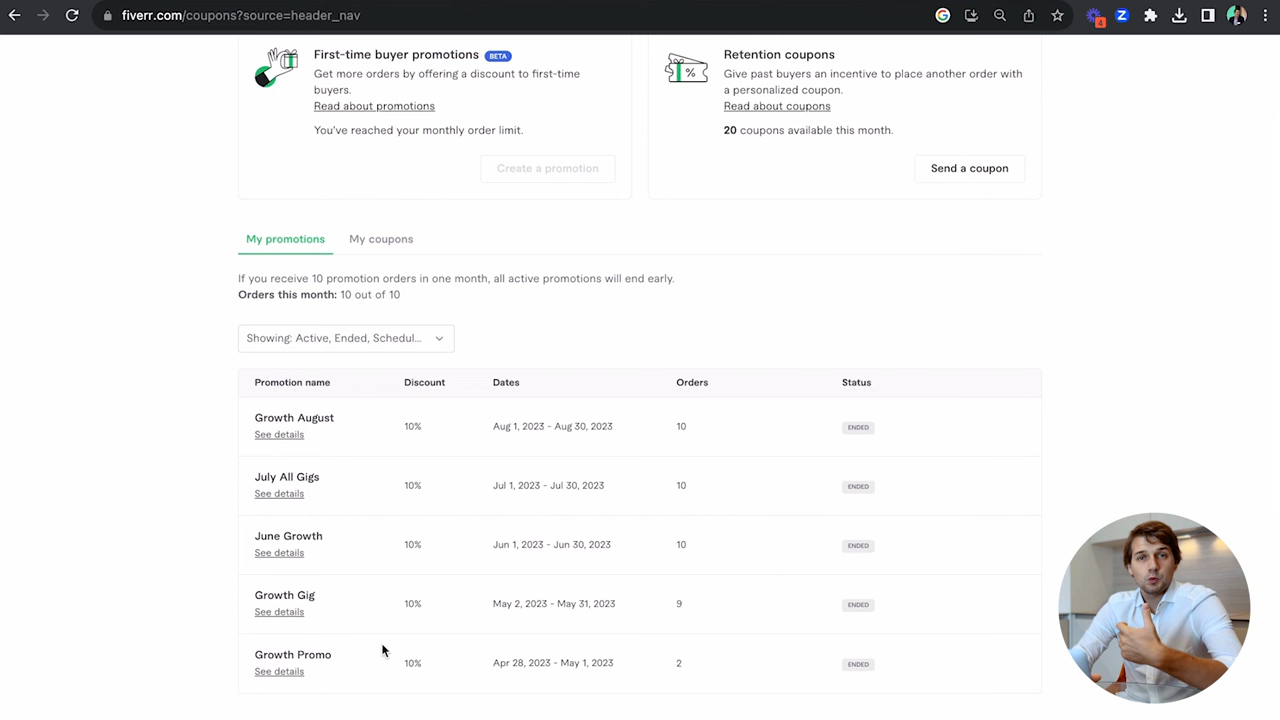 fiverr.com/coupons?source=header_nav
4
Z
First-time buyer promotions BETA
Get more orders by offering a discount to first-time
buyers.
Read about promotions
You've reached your monthly order limit.
Create a promotion
%
Retention coupons
Give past buyers an incentive to place another order with
a personalized coupon.
Read about coupons
20 coupons available this month.
Send a coupon
My promotions My coupons
If you receive 10 promotion orders in one month, all active promotions will end early.
Orders this month: 10 out of 10
Showing: Active, Ended, Schedul...
Promotion name Discount Dates Orders Status
Growth August 10% Aug 1, 2023 - Aug 30, 2023 10 ENDED
See details
July All Gigs 10% Jul 1, 2023 - Jul 30, 2023 10 ENDED
See details
June Growth 10% Jun 1, 2023 - Jun 30, 2023 10 ENDED
See details
Growth Gig 10% May 2, 2023 - May 31, 2023 9 ENDED
See details
Growth Promo 10% Apr 28, 2023 - May 1, 2023 2 ENDED
See details